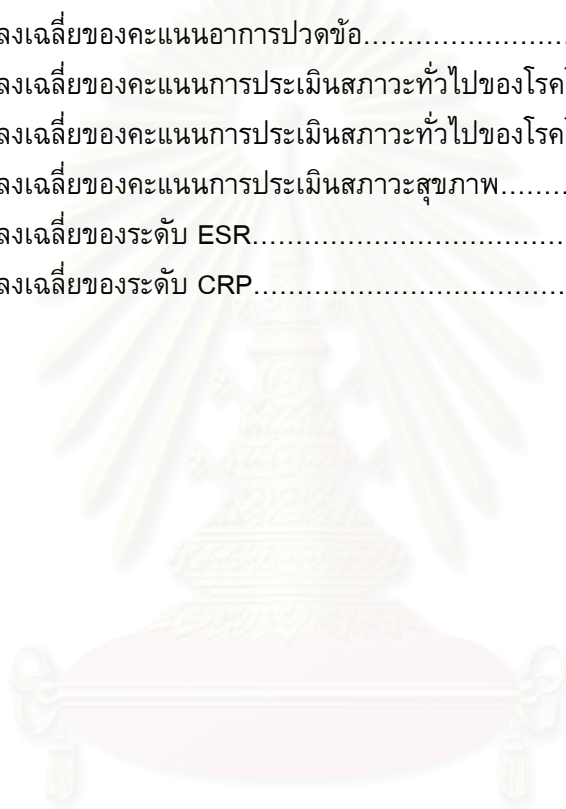 ลงเฉลี่ยของคะแนนอาการปวดข้อ……………………….
ลงเฉลี่ยของคะแนนการประเมินสภาวะทั่วไปของโรคโ
ลงเฉลี่ยของคะแนนการประเมินสภาวะทั่วไปของโรคโ
ลงเฉลี่ยของคะแนนการประเมินสภาวะสุขภาพ…………
ลงเฉลี่ยของระดับ ESR……………………………………
ลงเฉลี่ยของระดับ CRP……………………………………